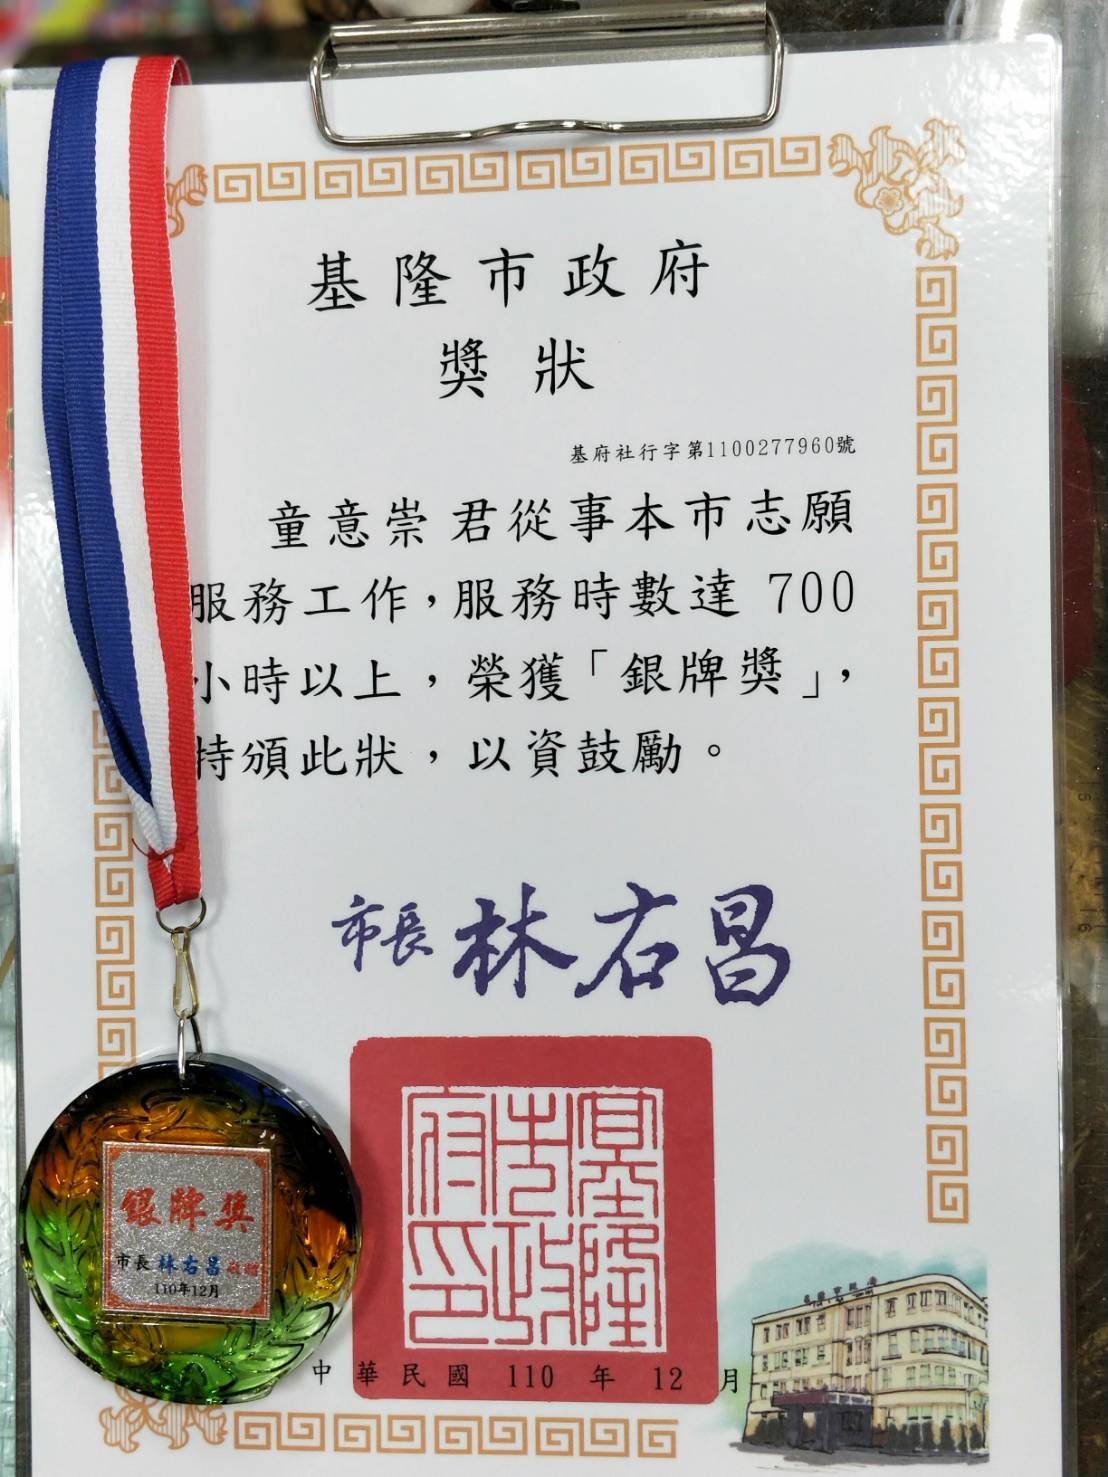 基隆市政府
獎狀
基府社行字第1100277960號
童意崇君從事本市志願
服務工作，服務時數達 700
小時以上，榮獲「銀牌獎」，
特頒此狀，以資鼓勵。
市長 林右昌
基隆市政府印
中華民國 110 年 12 月
銀牌獎
市長 林右昌 敬贈
110年12月